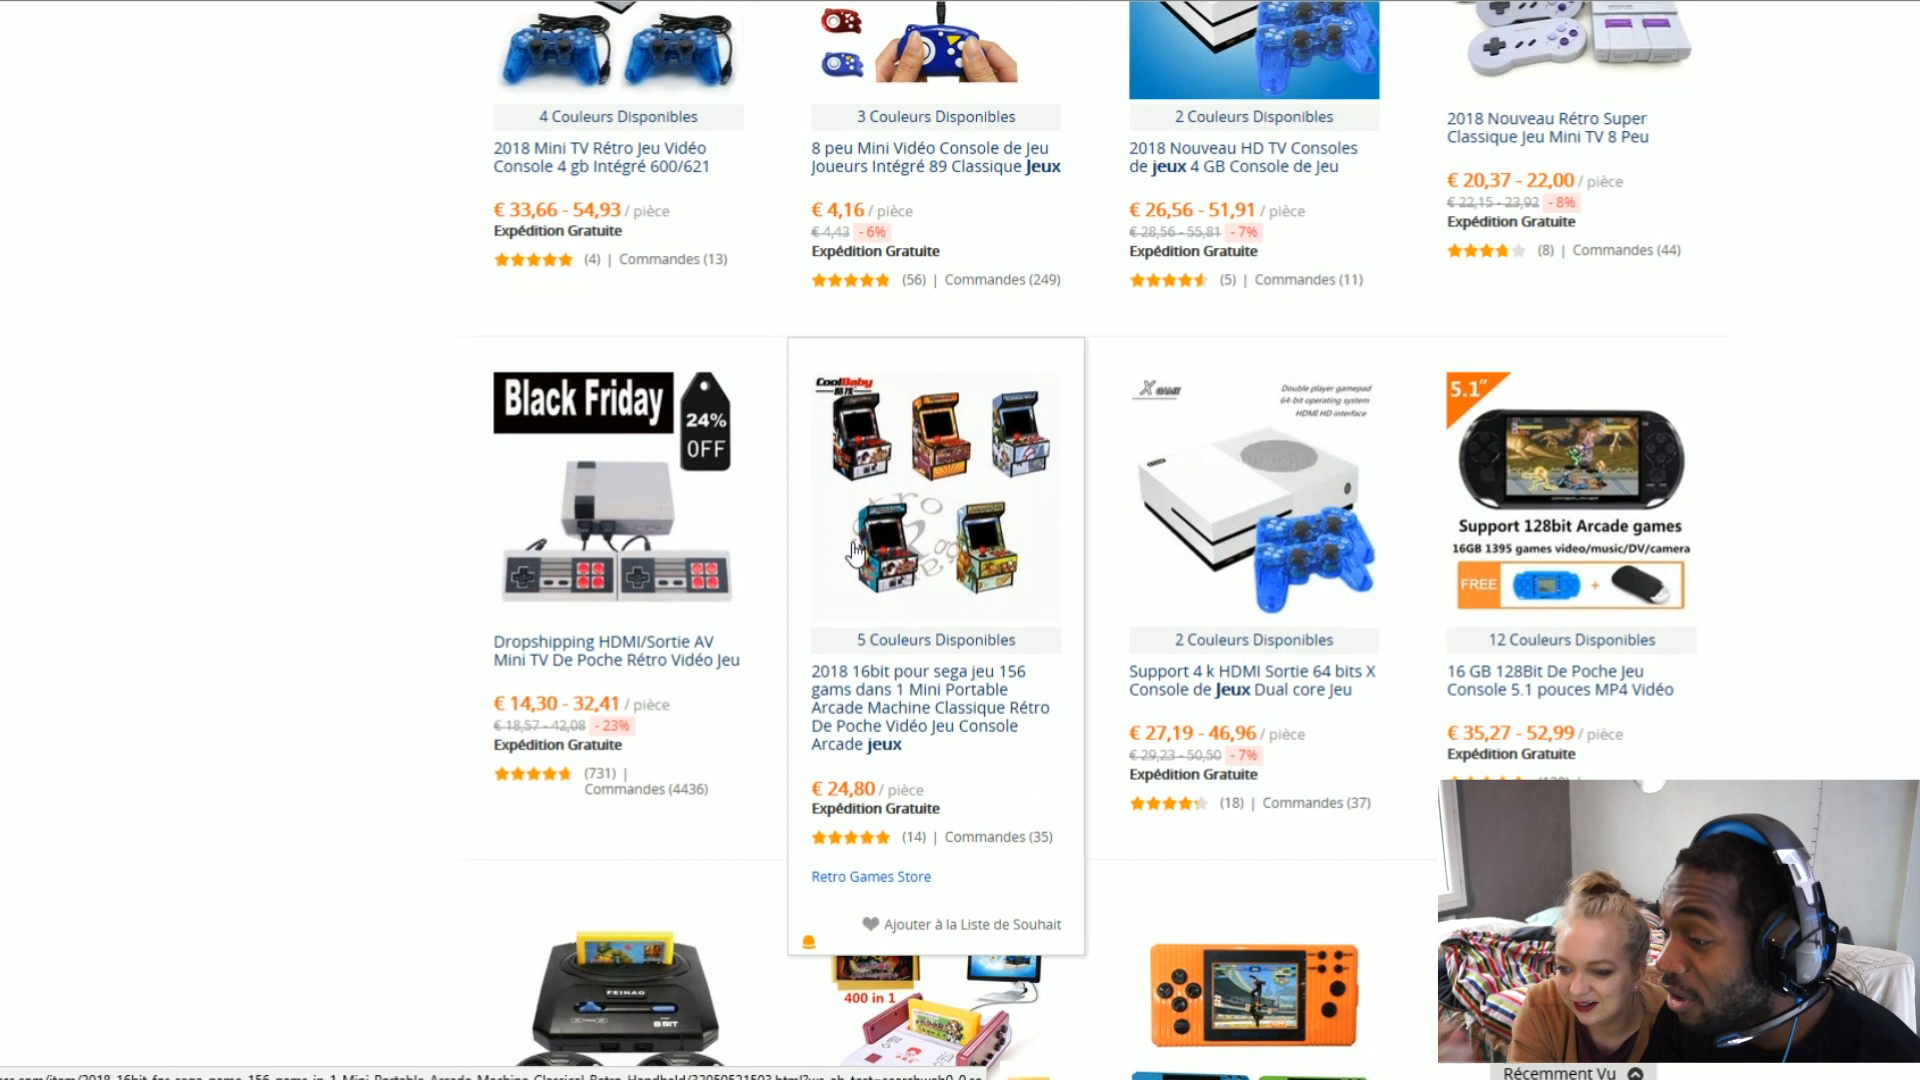 4 Couleurs Disponibles
2018 Mini TV Rétro Jeu Vidéo
Console 4 gb Intégré 600/621
€ 33,66 - 54,93 / pièce
Expédition Gratuite
(4) | Commandes (13)
3 Couleurs Disponibles
8 peu Mini Vidéo Console de Jeu
Joueurs Intégré 89 Classique Jeux
€ 4,16 / pièce
€ 4,43 - 6%
Expédition Gratuite
(56) | Commandes (249)
2 Couleurs Disponibles
2018 Nouveau HD TV Consoles
de jeux 4 GB Console de Jeu
€ 26,56 - 51,91 / pièce
€ 28,56 - 55,81 - 7%
Expédition Gratuite
(5) | Commandes (11)
2018 Nouveau Rétro Super
Classique Jeu Mini TV 8 Peu
€ 20,37 - 22,00 / pièce
€ 22,15 - 23,92 - 8%
Expédition Gratuite
(8) | Commandes (44)
Black Friday
24%
OFF
Dropshipping HDMI/Sortie AV
Mini TV De Poche Rétro Vidéo Jeu
€ 14,30 - 32,41 / pièce
€ 18,57 - 42,08 - 23%
Expédition Gratuite
(731) |
Commandes (4436)
CoolBaby
5 Couleurs Disponibles
2018 16bit pour sega jeu 156
gams dans 1 Mini Portable
Arcade Machine Classique Rétro
De Poche Vidéo Jeu Console
Arcade jeux
€ 24,80 / pièce
Expédition Gratuite
(14) | Commandes (35)
Retro Games Store
Ajouter à la Liste de Souhait
X GAME
Double player gamepad
64-bit operating system
HDMI HD interface
2 Couleurs Disponibles
Support 4 k HDMI Sortie 64 bits X
Console de Jeux Dual core Jeu
€ 27,19 - 46,96 / pièce
€ 29,23 - 50,50 - 7%
Expédition Gratuite
(18) | Commandes (37)
5.1"
Support 128bit Arcade games
16GB 1395 games video/music/DV/camera
FREE +
12 Couleurs Disponibles
16 GB 128Bit De Poche Jeu
Console 5.1 pouces MP4 Vidéo
€ 35,27 - 52,99 / pièce
Expédition Gratuite
FEIHAO
8 BIT
400 in 1
Récemment Vu